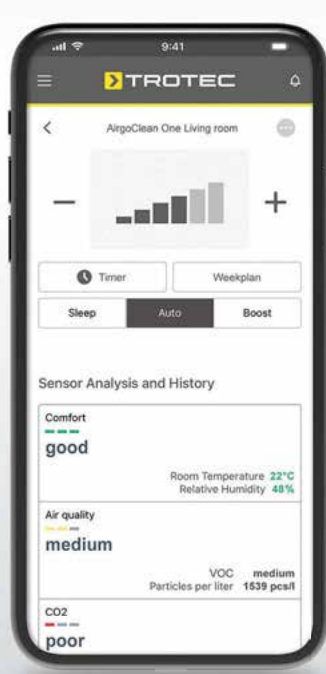 9:41
TROTEC
AirgoClean One Living room
Timer
Weekplan
Sleep
Auto
Boost
Sensor Analysis and History
Comfort
good
Room Temperature 22°C
Relative Humidity 48%
Air quality
medium
VOC medium
Particles per liter 1539 pcs/l
CO2
poor